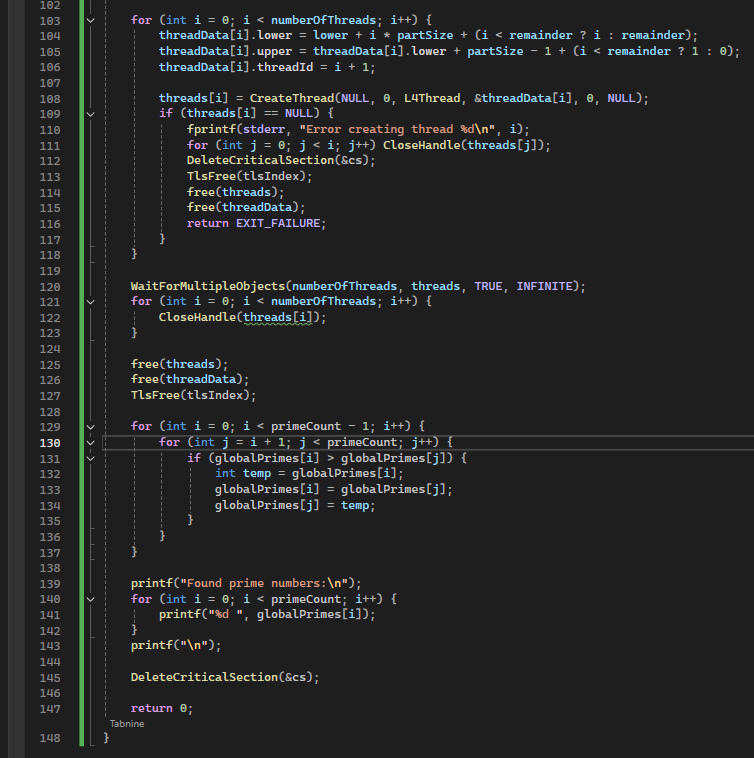 102
103 for (int i = 0; i < numberOfThreads; i++) {
104 threadData[i].lower = lower + i * partSize + (i < remainder ? i : remainder);
105 threadData[i].upper = threadData[i].lower + partSize - 1 + (i < remainder ? 1 : 0);
106 threadData[i].threadId = i + 1;
107
108 threads[i] = CreateThread(NULL, 0, L4Thread, &threadData[i], 0, NULL);
109 if (threads[i] == NULL) {
110 fprintf(stderr, "Error creating thread %d\n", i);
111 for (int j = 0; j < i; j++) CloseHandle(threads[j]);
112 DeleteCriticalSection(&cs);
113 TlsFree(tlsIndex);
114 free(threads);
115 free(threadData);
116 return EXIT_FAILURE;
117 }
118 }
119
120 WaitForMultipleObjects(numberOfThreads, threads, TRUE, INFINITE);
121 for (int i = 0; i < numberOfThreads; i++) {
122 CloseHandle(threads[i]);
123 }
124
125 free(threads);
126 free(threadData);
127 TlsFree(tlsIndex);
128
129 for (int i = 0; i < primeCount - 1; i++) {
130 for (int j = i + 1; j < primeCount; j++) {
131 if (globalPrimes[i] > globalPrimes[j]) {
132 int temp = globalPrimes[i];
133 globalPrimes[i] = globalPrimes[j];
134 globalPrimes[j] = temp;
135 }
136 }
137 }
138
139 printf("Found prime numbers:\n");
140 for (int i = 0; i < primeCount; i++) {
141 printf("%d ", globalPrimes[i]);
142 }
143 printf("\n");
144
145 DeleteCriticalSection(&cs);
146
147 return 0;
Tabnine
148 }